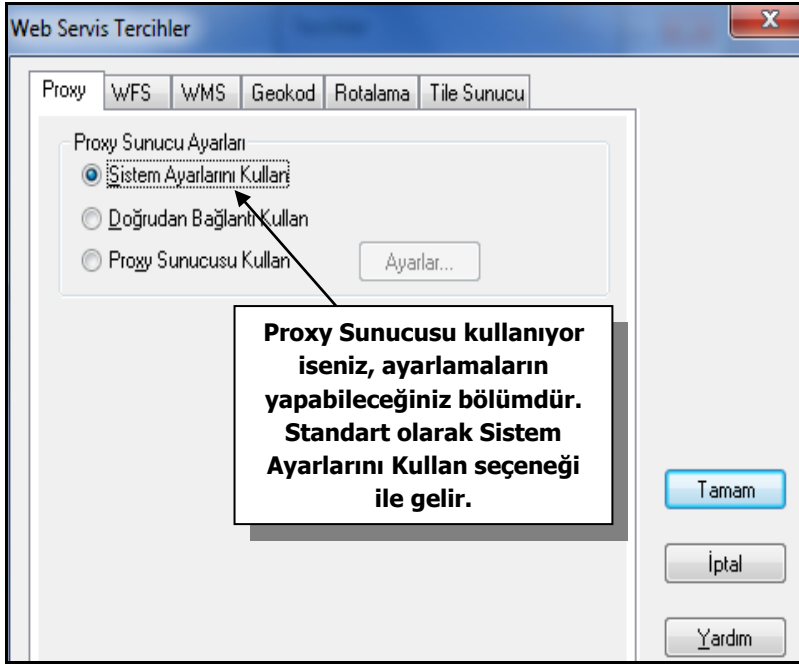 Web Servis Tercihler
Proxy WFS WMS Geokod Rotalama Tile Sunucu
Proxy Sunucu Ayarları
Sistem Ayarlarını Kullan
Doğrudan Bağlantı Kullan
Proxy Sunucusu Kullan Ayarlar...
Proxy Sunucusu kullanıyor
iseniz, ayarlamaların
yapabileceğiniz bölümdür.
Standart olarak Sistem
Ayarlarını Kullan seçeneği
ile gelir.
Tamam
İptal
Yardım